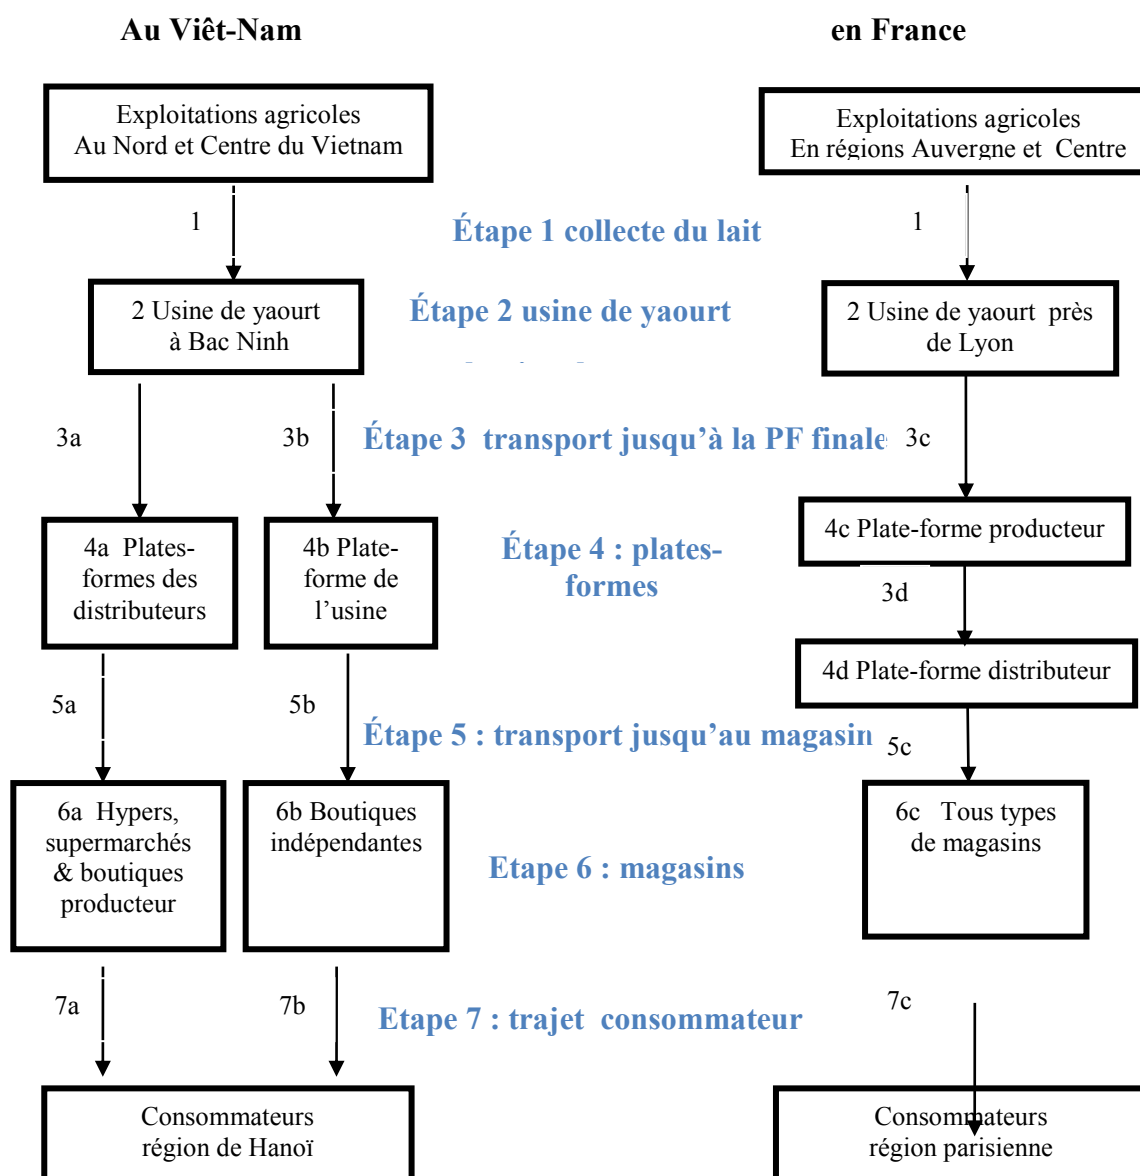 Au Viêt-Nam
en France
Exploitations agricoles
Au Nord et Centre du Vietnam
Exploitations agricoles
En régions Auvergne et Centre
1
Étape 1 collecte du lait
1
2 Usine de yaourt
à Bac Ninh
Étape 2 usine de yaourt
2 Usine de yaourt près
de Lyon
3a
3b
Étape 3 transport jusqu’à la PF finale
3c
4a Plates-
formes des
distributeurs
4b Plate-
forme de
l’usine
Étape 4 : plates-
formes
4c Plate-forme producteur
3d
4d Plate-forme distributeur
5a
5b
Étape 5 : transport jusqu’au magasin
5c
6a Hypers,
supermarchés
& boutiques
producteur
6b Boutiques
indépendantes
Etape 6 : magasins
6c Tous types
de magasins
7a
7b
Etape 7 : trajet consommateur
7c
Consommateurs
région de Hanoï
Consommateurs
région parisienne